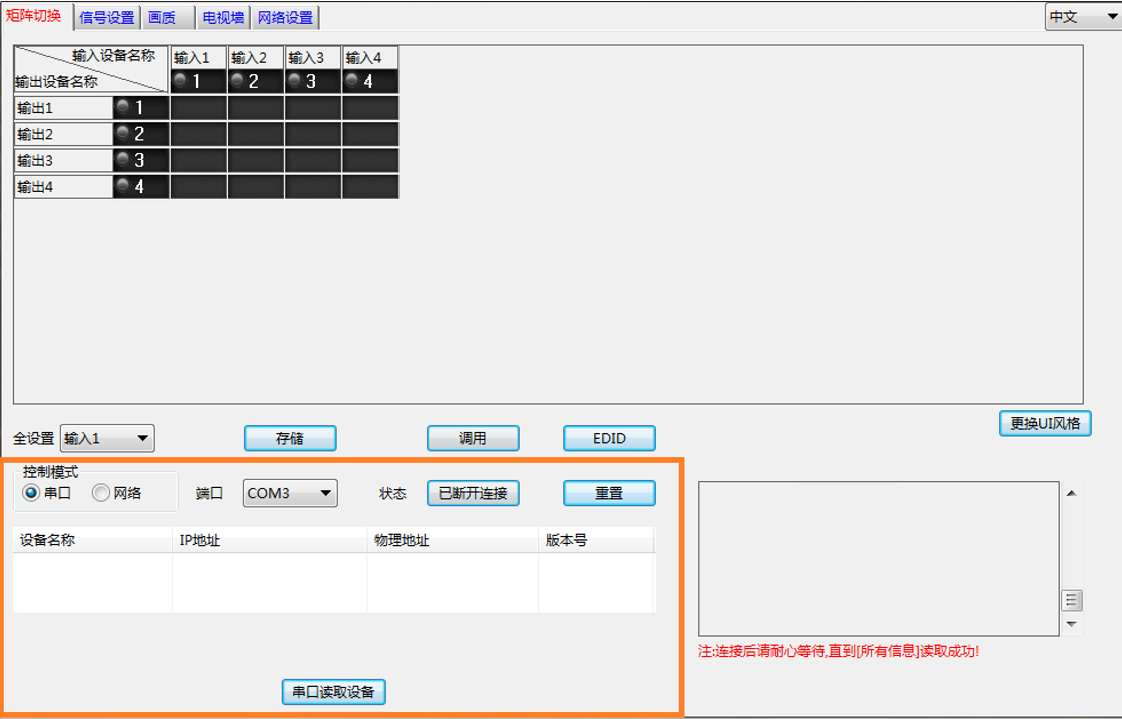 矩阵切换 信号设置 画质 电视墙 网络设置 中文
输入设备名称 输入1 输入2 输入3 输入4
输出设备名称 1 2 3 4
输出1 1
输出2 2
输出3 3
输出4 4
更换UI风格
全设置 输入1 存储 调用 EDID
控制模式
串口 网络 端口 COM3 状态 已断开连接 重置
设备名称 IP地址 物理地址 版本号
注:连接后请耐心等待,直到[所有信息]读取成功!
串口读取设备